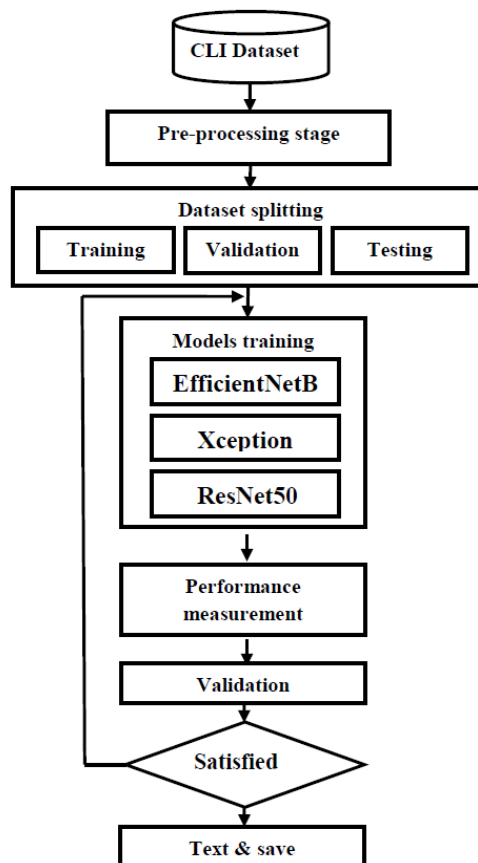 CLI Dataset
Pre-processing stage
Dataset splitting
Training
Validation
Testing
Models training
EfficientNetB
Xception
ResNet50
Performance
measurement
Validation
Satisfied
Text & save